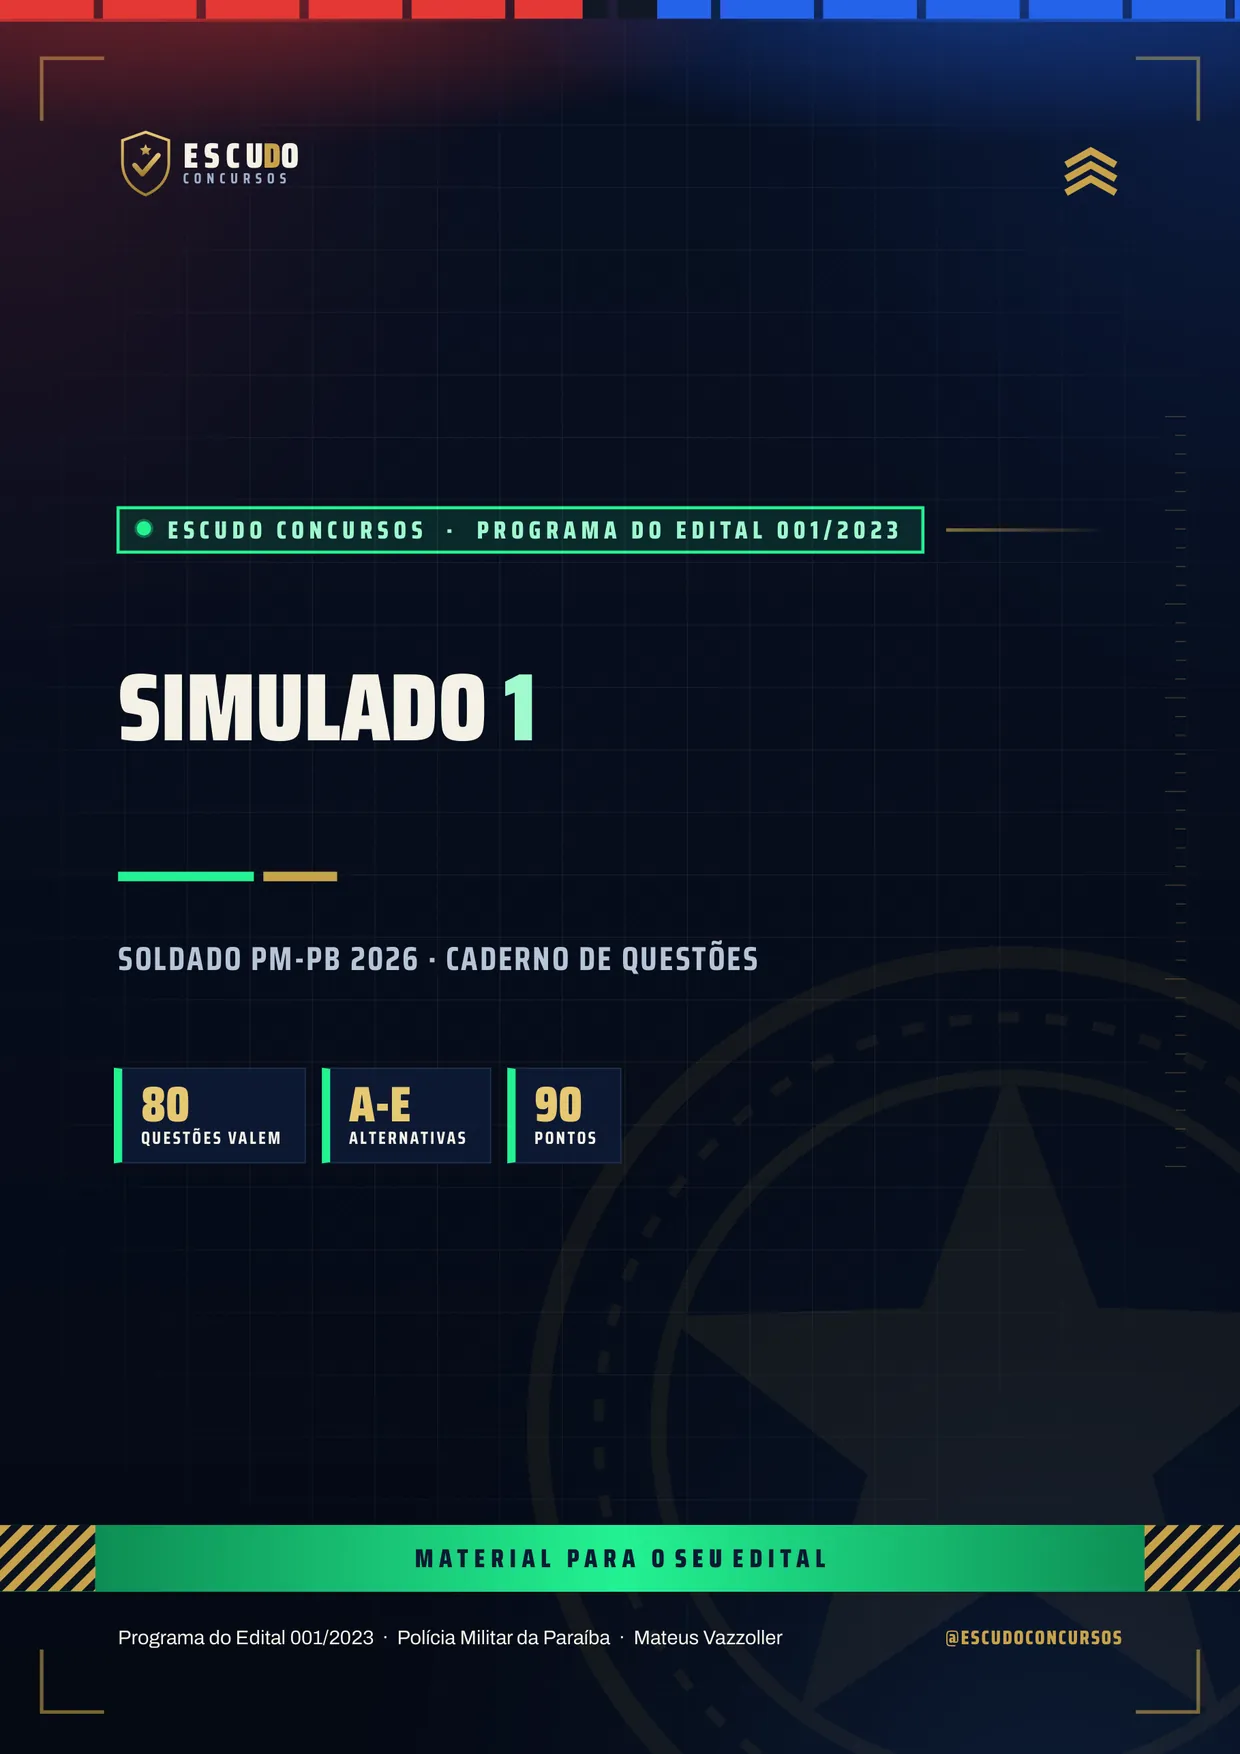 ESCUDO
CONCURSOS
ESCUDO CONCURSOS · PROGRAMA DO EDITAL 001/2023
SIMULADO 1
SOLDADO PM-PB 2026 · CADERNO DE QUESTÕES
80
QUESTÕES VALEM
A-E
ALTERNATIVAS
90
PONTOS
MATERIAL PARA O SEU EDITAL
Programa do Edital 001/2023 · Polícia Militar da Paraíba · Mateus Vazzoller
@ESCUDOCONCURSOS